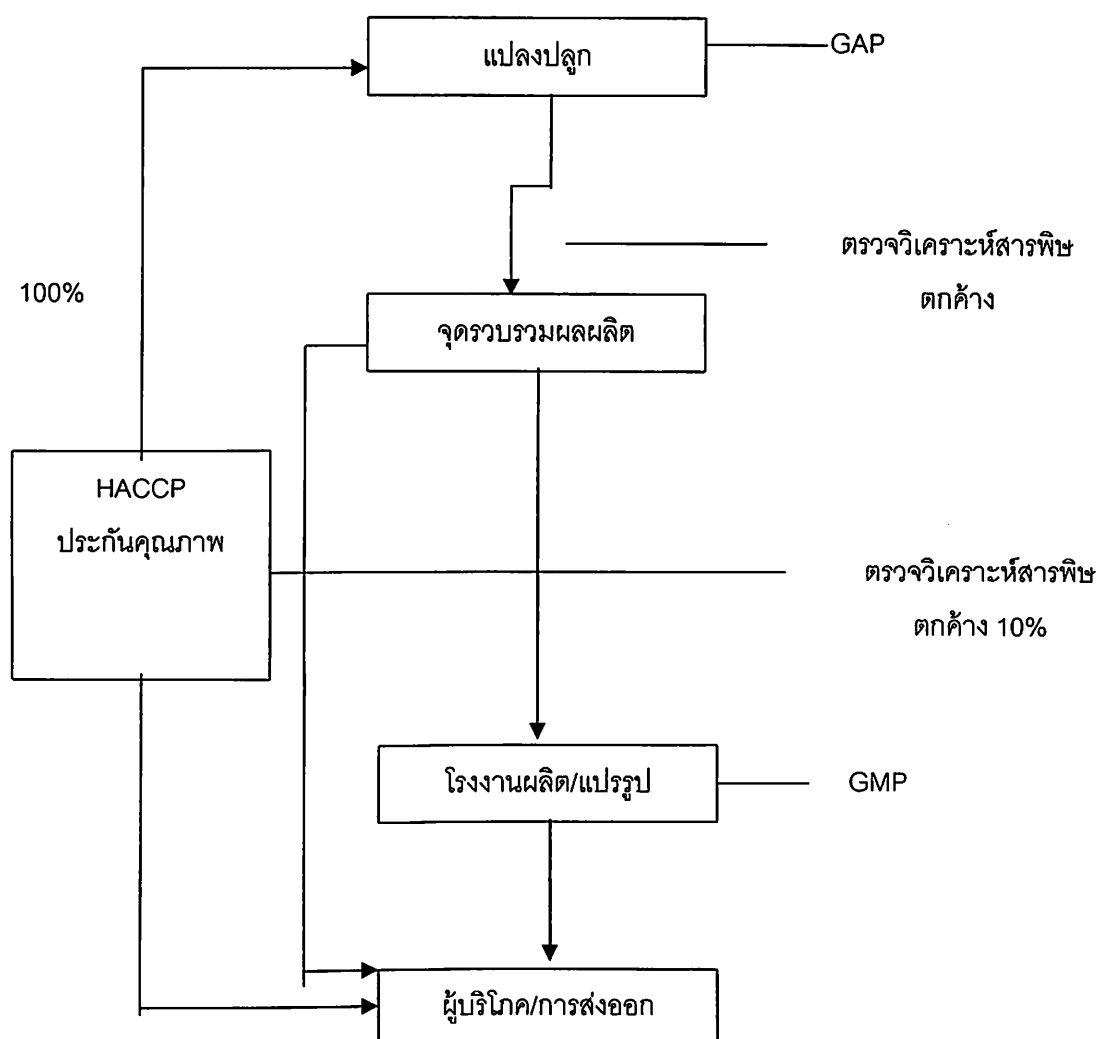 แปลงปลูก
GAP
ตรวจวิเคราะห์สารพิษ
ตกค้าง
100%
จุดรวบรวมผลผลิต
HACCP
ประกันคุณภาพ
ตรวจวิเคราะห์สารพิษ
ตกค้าง 10%
โรงงานผลิต/แปรรูป
GMP
ผู้บริโภค/การส่งออก